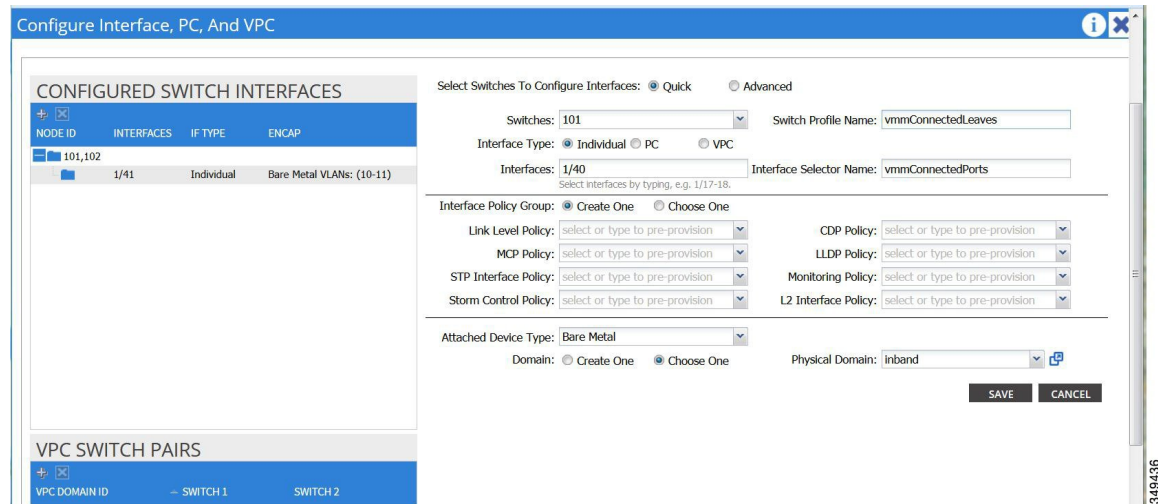 Configure Interface, PC, And VPC
i
CONFIGURED SWITCH INTERFACES
NODE ID INTERFACES IF TYPE ENCAP
101,102
1/41 Individual Bare Metal VLANs: (10-11)
VPC SWITCH PAIRS
VPC DOMAIN ID SWITCH 1 SWITCH 2
Select Switches To Configure Interfaces: Quick Advanced
Switches: 101 Switch Profile Name: vmmConnectedLeaves
Interface Type: Individual PC VPC
Interfaces: 1/40 Interface Selector Name: vmmConnectedPorts
Select interfaces by typing, e.g. 1/17-18.
Interface Policy Group: Create One Choose One
Link Level Policy: select or type to pre-provision CDP Policy: select or type to pre-provision
MCP Policy: select or type to pre-provision LLDP Policy: select or type to pre-provision
STP Interface Policy: select or type to pre-provision Monitoring Policy: select or type to pre-provision
Storm Control Policy: select or type to pre-provision L2 Interface Policy: select or type to pre-provision
Attached Device Type: Bare Metal
Domain: Create One Choose One Physical Domain: inband
SAVE CANCEL
349436